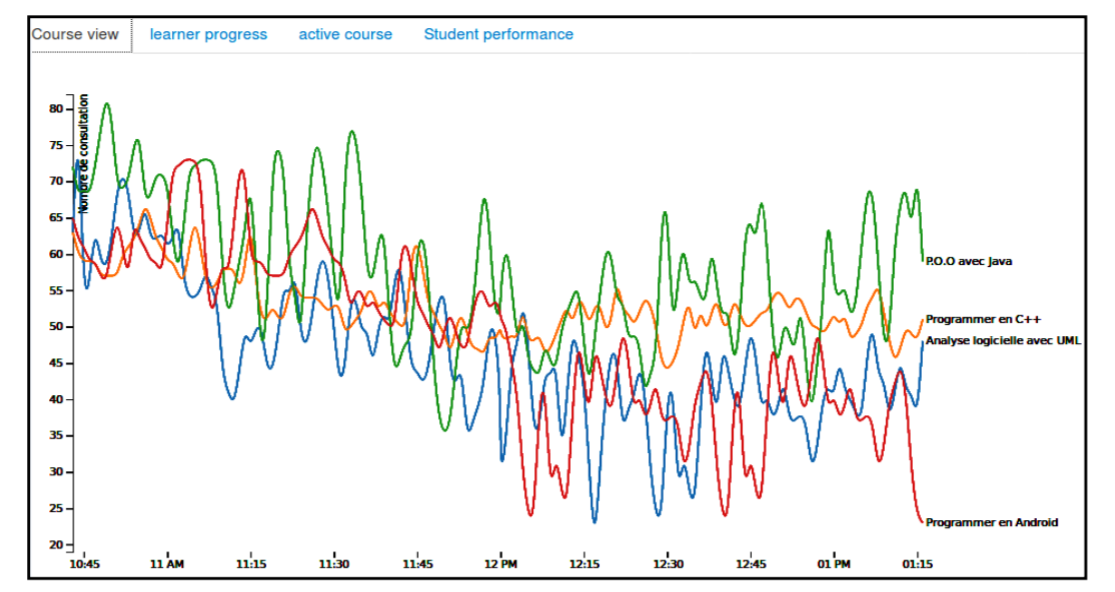 Course view learner progress active course Student performance
Nombre de consultation
80
75
70
65
60
55
50
45
40
35
30
25
20
P.O.O avec Java
Programmer en C++
Analyse logicielle avec UML
Programmer en Android
10:45 11 AM 11:15 11:30 11:45 12 PM 12:15 12:30 12:45 01 PM 01:15